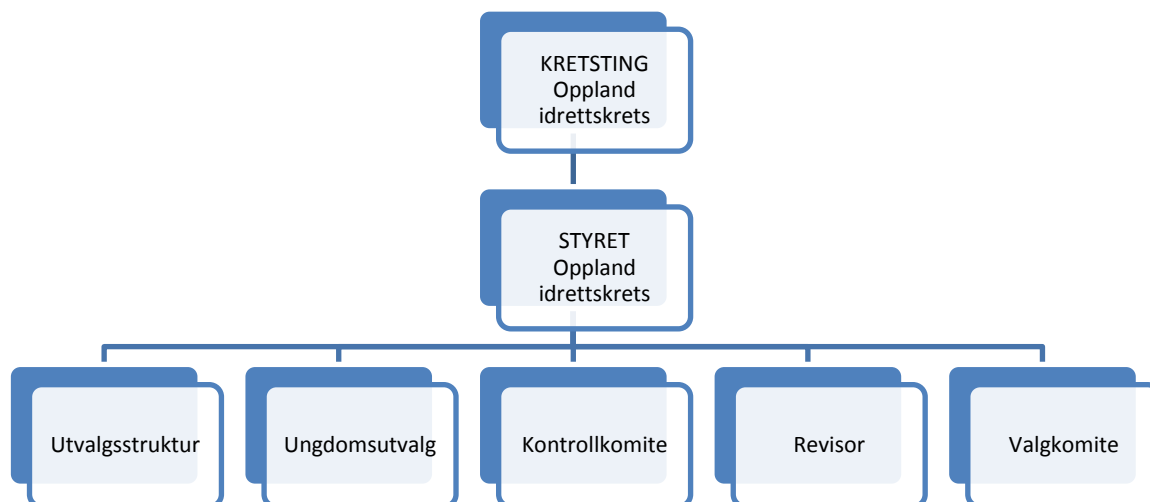 KRETSTING
Oppland
idrettskrets
STYRET
Oppland
idrettskrets
Utvalgsstruktur
Ungdomsutvalg
Kontrollkomite
Revisor
Valgkomite